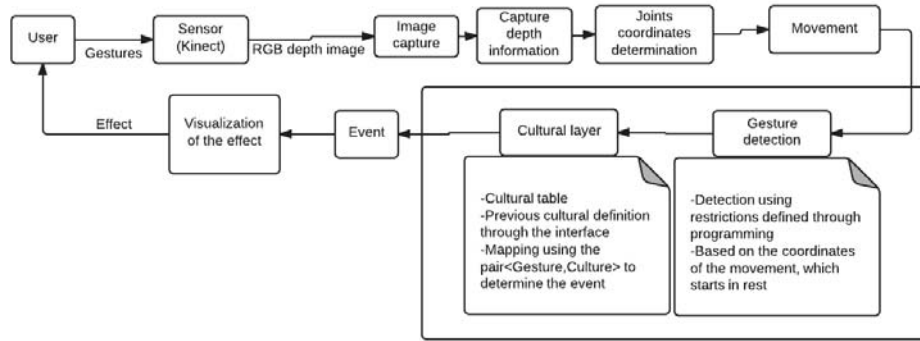 User
Gestures
Sensor
(Kinect)
RGB depth image
Image
capture
Capture
depth
information
Joints
coordinates
determination
Movement
Gesture
detection
-Detection using
restrictions defined through
programming
-Based on the coordinates
of the movement, which
starts in rest
Cultural layer
-Cultural table
-Previous cultural definition
through the interface
-Mapping using the
pair<Gesture,Culture> to
determine the event
Event
Visualization
of the effect
Effect